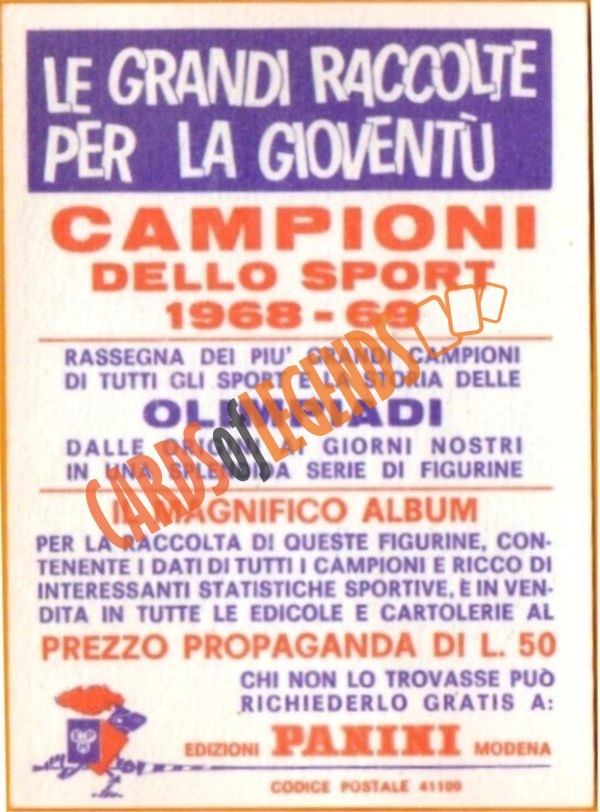 LE GRANDI RACCOLTE
PER LA GIOVENTÙ
CAMPIONI
DELLO SPORT
1968 - 69
RASSEGNA DEI PIU' GRANDI CAMPIONI
DI TUTTI GLI SPORT E LA STORIA DELLE
OLIMPIADI
DALLE ORIGINI AI GIORNI NOSTRI
IN UNA SPLENDIDA SERIE DI FIGURINE
IL MAGNIFICO ALBUM
PER LA RACCOLTA DI QUESTE FIGURINE, CON-
TENENTE I DATI DI TUTTI I CAMPIONI E RICCO DI
INTERESSANTI STATISTICHE SPORTIVE, È IN VEN-
DITA IN TUTTE LE EDICOLE E CARTOLERIE AL
PREZZO PROPAGANDA DI L. 50
CHI NON LO TROVASSE PUÒ
RICHIEDERLO GRATIS A:
EDIZIONI PANINI MODENA
CODICE POSTALE 41100
CARDS of LEGENDS